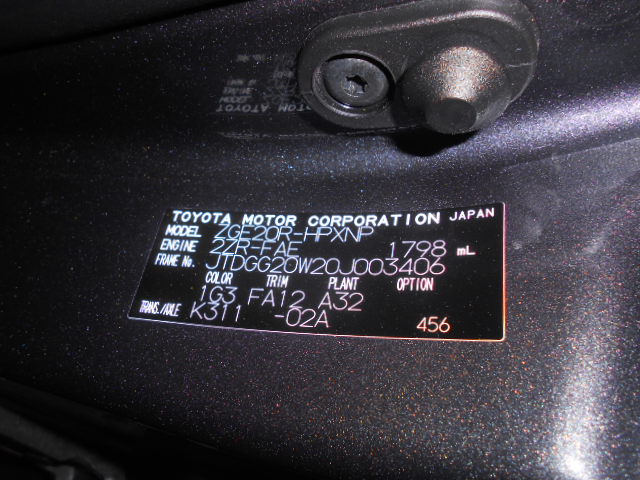 TOYOTA MOTOR CORPORATION JAPAN
MODEL ZGE20R-HPXNP
ENGINE 2ZR-FAE 1798 mL
FRAME No. JTDGG20W20J003406
COLOR TRIM PLANT OPTION
1G3 FA12 A32
TRANS./AXLE K311 -02A 456